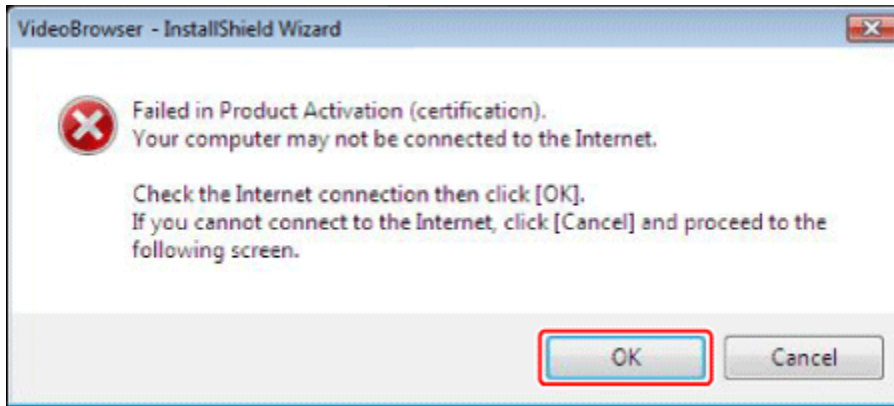 VideoBrowser - InstallShield Wizard
Failed in Product Activation (certification).
Your computer may not be connected to the Internet.
Check the Internet connection then click [OK].
If you cannot connect to the Internet, click [Cancel] and proceed to the
following screen.
OK
Cancel